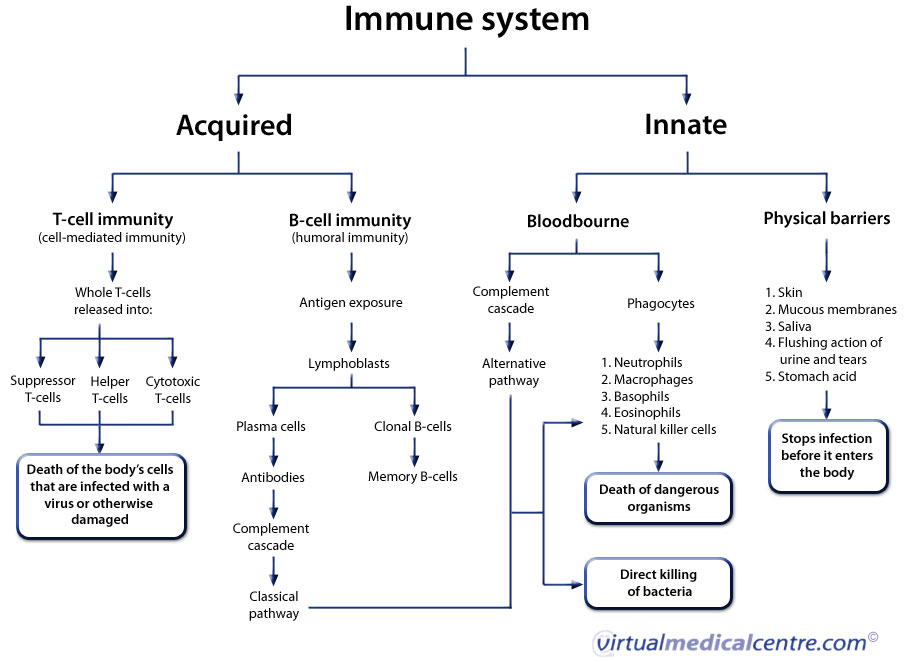 Immune system
Acquired
Innate
T-cell immunity
(cell-mediated immunity)
B-cell immunity
(humoral immunity)
Bloodbourne
Physical barriers
Whole T-cells
released into:
Antigen exposure
Complement
cascade
Phagocytes
1. Skin
2. Mucous membranes
3. Saliva
4. Flushing action of
urine and tears
5. Stomach acid
Suppressor
T-cells
Helper
T-cells
Cytotoxic
T-cells
Lymphoblasts
Alternative
pathway
1. Neutrophils
2. Macrophages
3. Basophils
4. Eosinophils
5. Natural killer cells
Plasma cells
Clonal B-cells
Stops infection
before it enters
the body
Death of the body's cells
that are infected with a
virus or otherwise
damaged
Antibodies
Memory B-cells
Death of dangerous
organisms
Complement
cascade
Direct killing
of bacteria
Classical
pathway
virtualmedicalcentre.com©